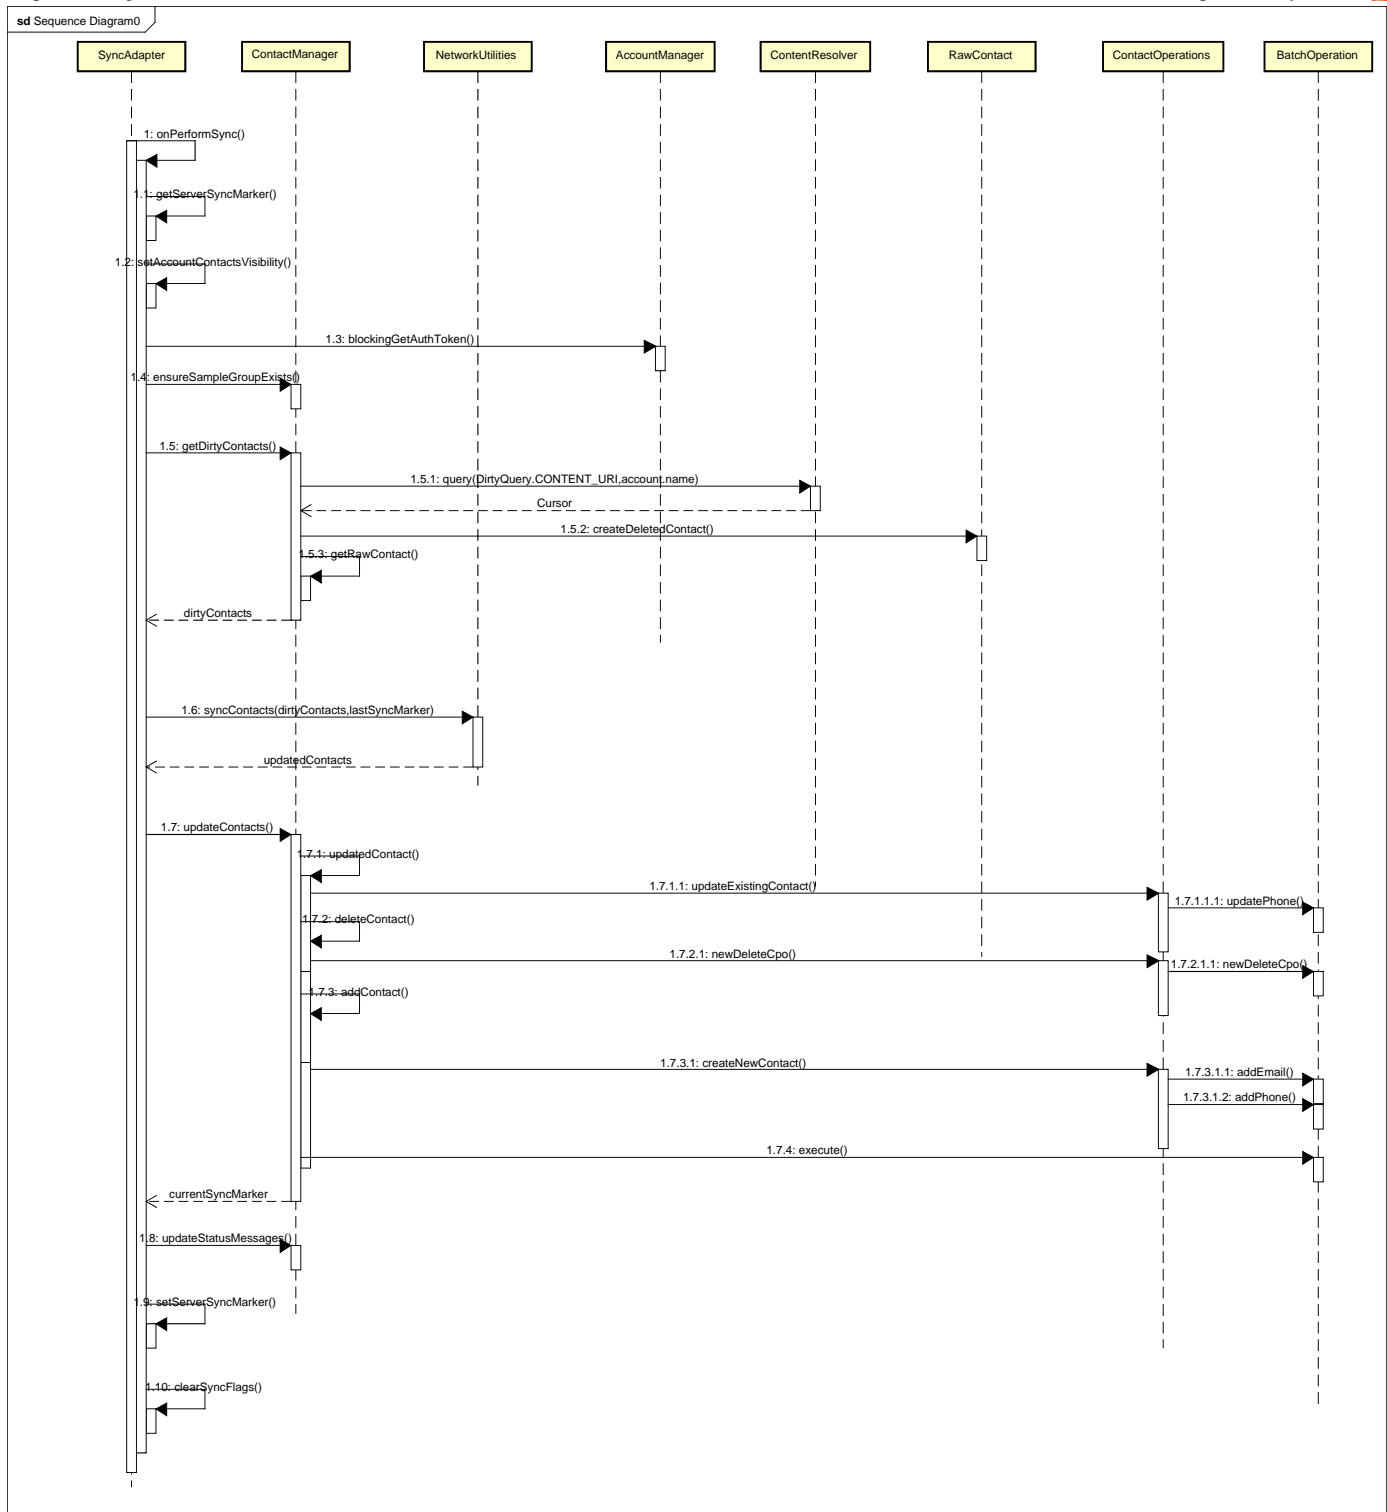 sd Sequence Diagram0
SyncAdapter
ContactManager
NetworkUtilities
AccountManager
ContentResolver
RawContact
ContactOperations
BatchOperation
1: onPerformSync()
1.1: getServerSyncMarker()
1.2: setAccountContactsVisibility()
1.3: blockingGetAuthToken()
1.4: ensureSampleGroupExists()
1.5: getDirtyContacts()
1.5.1: query(DirtyQuery.CONTENT_URI,account.name)
Cursor
1.5.2: createDeletedContact()
1.5.3: getRawContact()
dirtyContacts
1.6: syncContacts(dirtyContacts,lastSyncMarker)
updatedContacts
1.7: updateContacts()
1.7.1: updatedContact()
1.7.1.1: updateExistingContact()
1.7.1.1.1: updatePhone()
1.7.2: deleteContact()
1.7.2.1: newDeleteCpo()
1.7.2.1.1: newDeleteCpo()
1.7.3: addContact()
1.7.3.1: createNewContact()
1.7.3.1.1: addEmail()
1.7.3.1.2: addPhone()
1.7.4: execute()
currentSyncMarker
1.8: updateStatusMessages()
1.9: setServerSyncMarker()
1.10: clearSyncFlags()